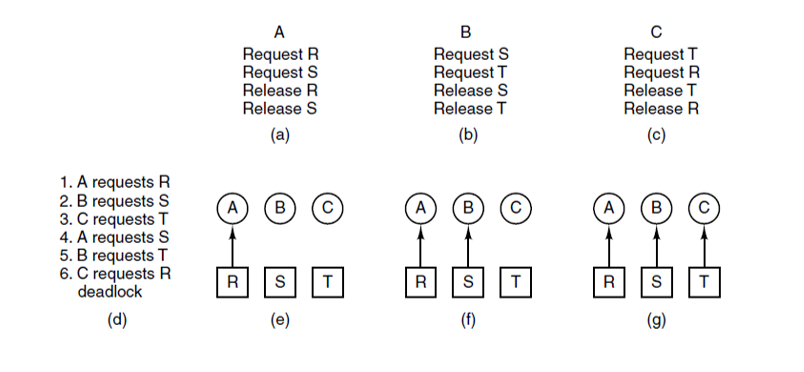 A
Request R
Request S
Release R
Release S
(a)
B
Request S
Request T
Release S
Release T
(b)
C
Request T
Request R
Release T
Release R
(c)
1. A requests R
2. B requests S
3. C requests T
4. A requests S
5. B requests T
6. C requests R
deadlock
(d)
A B C
R S T
(e)
A B C
R S T
(f)
A B C
R S T
(g)